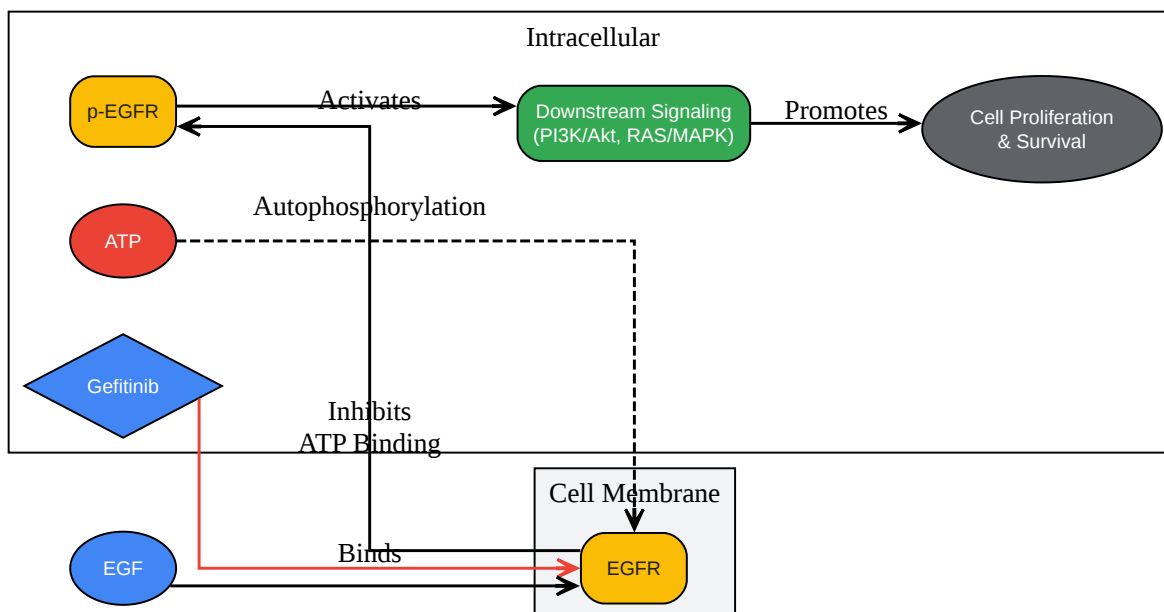 Intracellular
p-EGFR
Activates
Downstream Signaling
(PI3K/Akt, RAS/MAPK)
Promotes
Cell Proliferation
& Survival
Autophosphorylation
ATP
Gefitinib
Inhibits
ATP Binding
Cell Membrane
EGF
Binds
EGFR